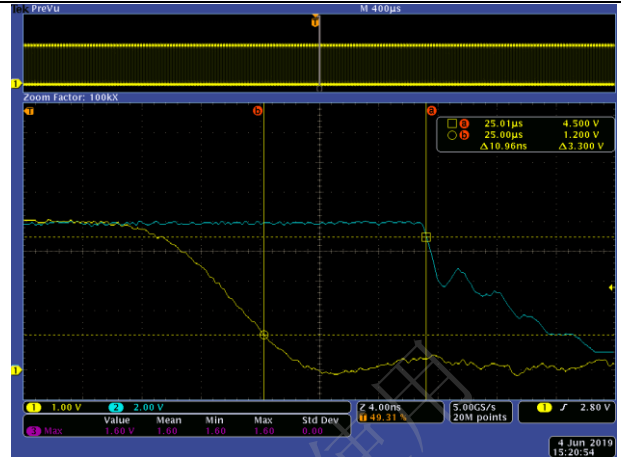 Tek PreVu M 400µs
T
1
Zoom Factor: 100kX
T b a
a 25.01µs 4.500 V
b 25.00µs 1.200 V
Δ10.96ns Δ3.300 V
1
1 1.00 V 2 2.00 V Z 4.00ns 5.00GS/s 1 2.80 V
T 49.31 % 20M points
Value Mean Min Max Std Dev
3 Max 1.60 V 1.60 1.60 1.60 0.00
4 Jun 2019
15:20:54
使用